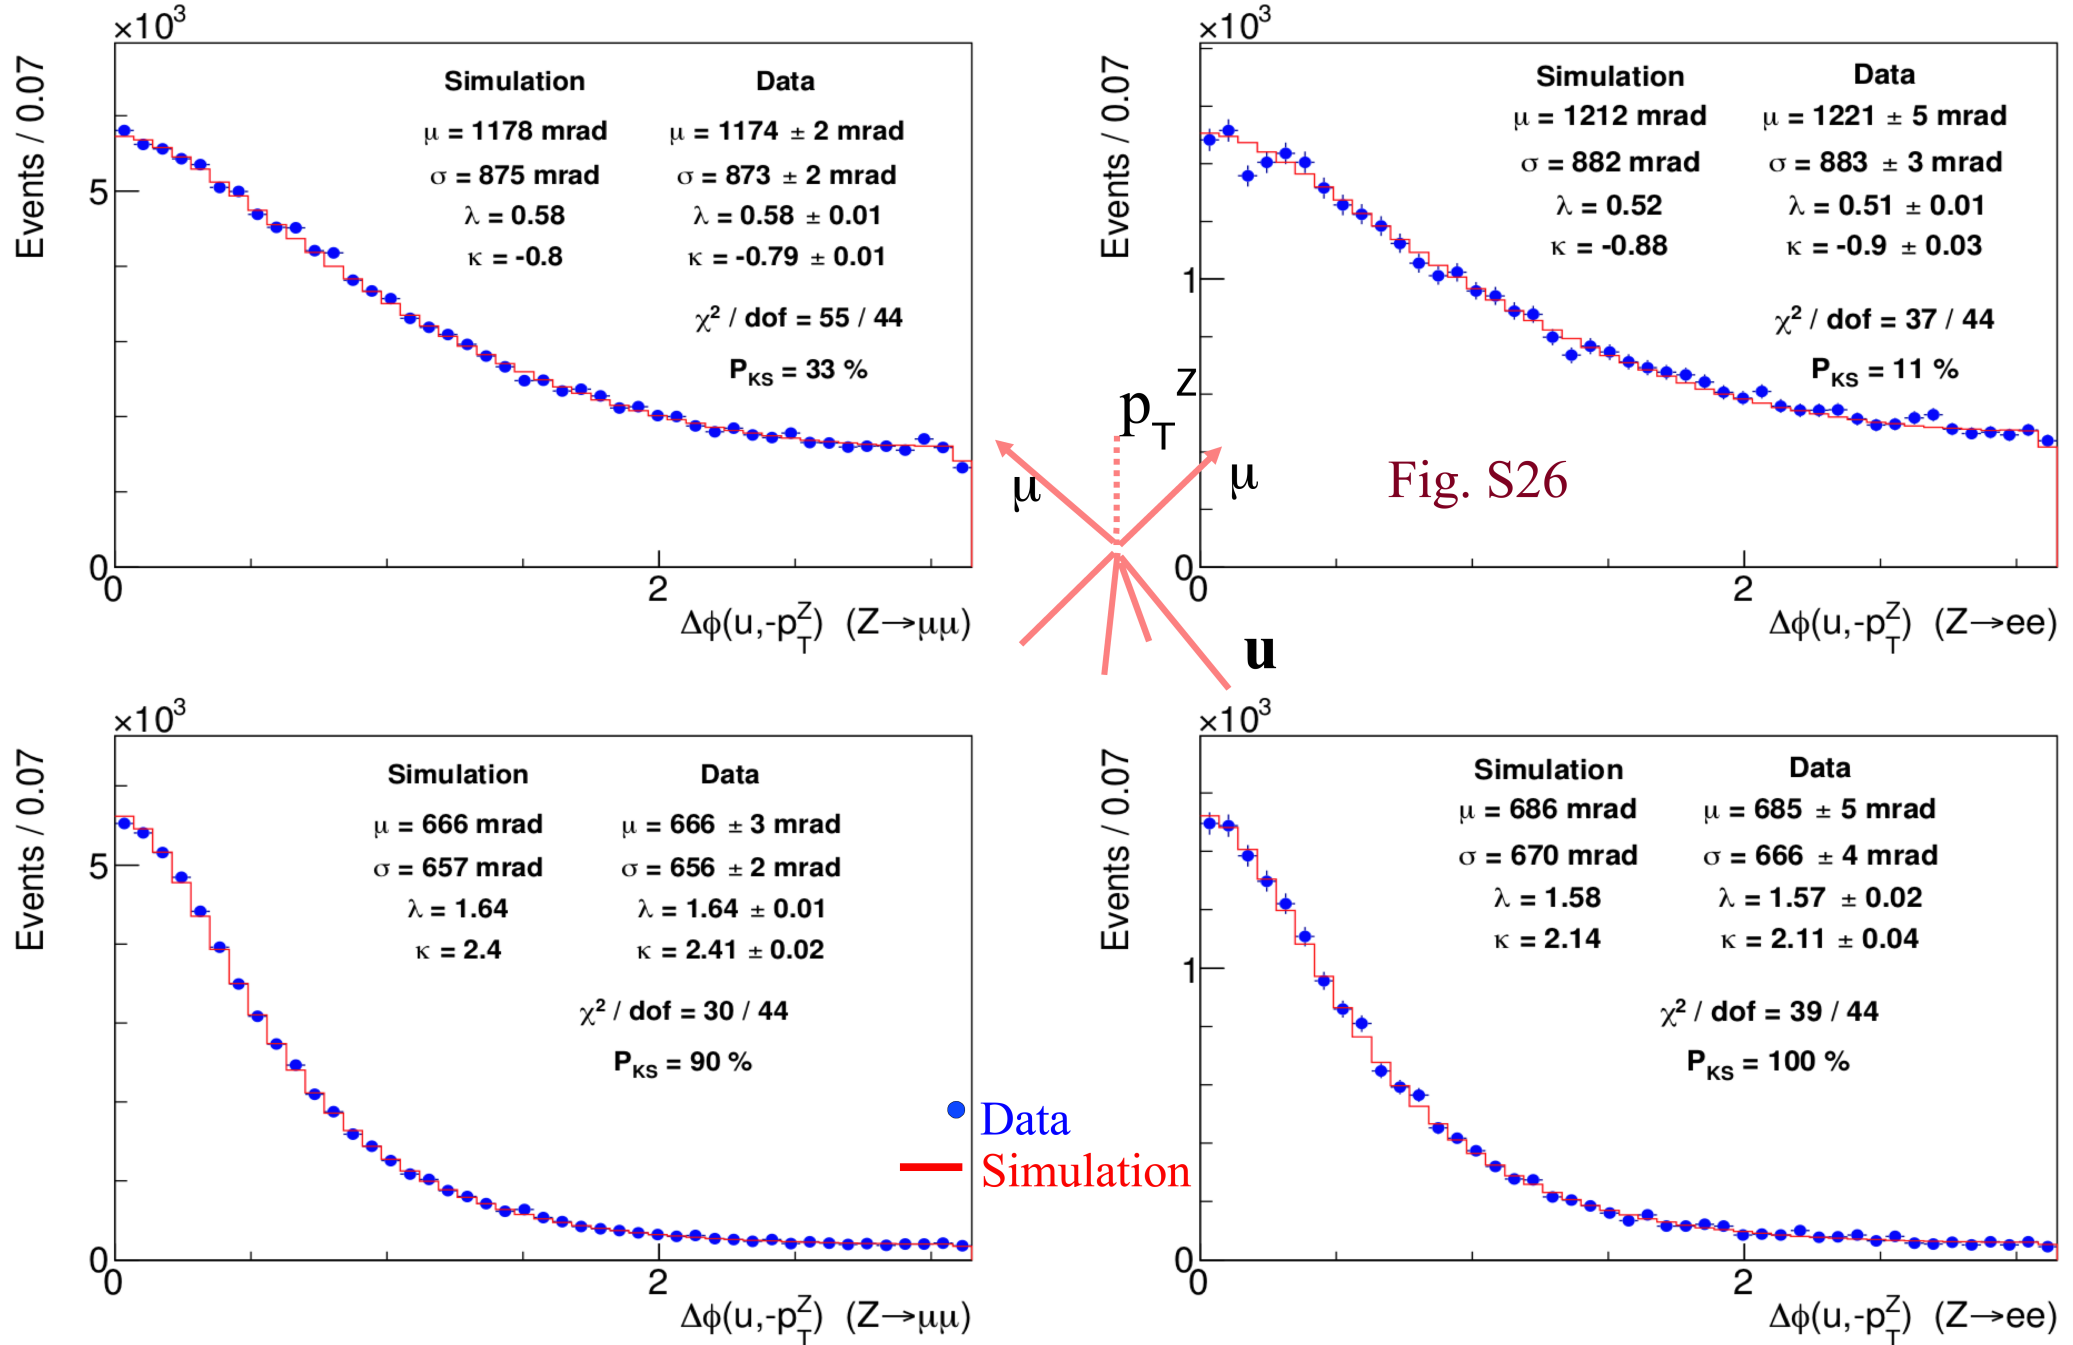 ×10³
Events / 0.07
Simulation Data
μ = 1178 mrad μ = 1174 ± 2 mrad
σ = 875 mrad σ = 873 ± 2 mrad
λ = 0.58 λ = 0.58 ± 0.01
κ = -0.8 κ = -0.79 ± 0.01
χ² / dof = 55 / 44
P_KS = 33 %
5
0
0 2
Δϕ(u,-p_T^Z) (Z→μμ)
×10³
Events / 0.07
Simulation Data
μ = 1212 mrad μ = 1221 ± 5 mrad
σ = 882 mrad σ = 883 ± 3 mrad
λ = 0.52 λ = 0.51 ± 0.01
κ = -0.88 κ = -0.9 ± 0.03
χ² / dof = 37 / 44
P_KS = 11 %
1
0
0 2
Δϕ(u,-p_T^Z) (Z→ee)
p_T^Z
μ μ
Fig. S26
u
×10³
Events / 0.07
Simulation Data
μ = 666 mrad μ = 666 ± 3 mrad
σ = 657 mrad σ = 656 ± 2 mrad
λ = 1.64 λ = 1.64 ± 0.01
κ = 2.4 κ = 2.41 ± 0.02
χ² / dof = 30 / 44
P_KS = 90 %
5
0
0 2
Δϕ(u,-p_T^Z) (Z→μμ)
Data
Simulation
×10³
Events / 0.07
Simulation Data
μ = 686 mrad μ = 685 ± 5 mrad
σ = 670 mrad σ = 666 ± 4 mrad
λ = 1.58 λ = 1.57 ± 0.02
κ = 2.14 κ = 2.11 ± 0.04
χ² / dof = 39 / 44
P_KS = 100 %
1
0
0 2
Δϕ(u,-p_T^Z) (Z→ee)